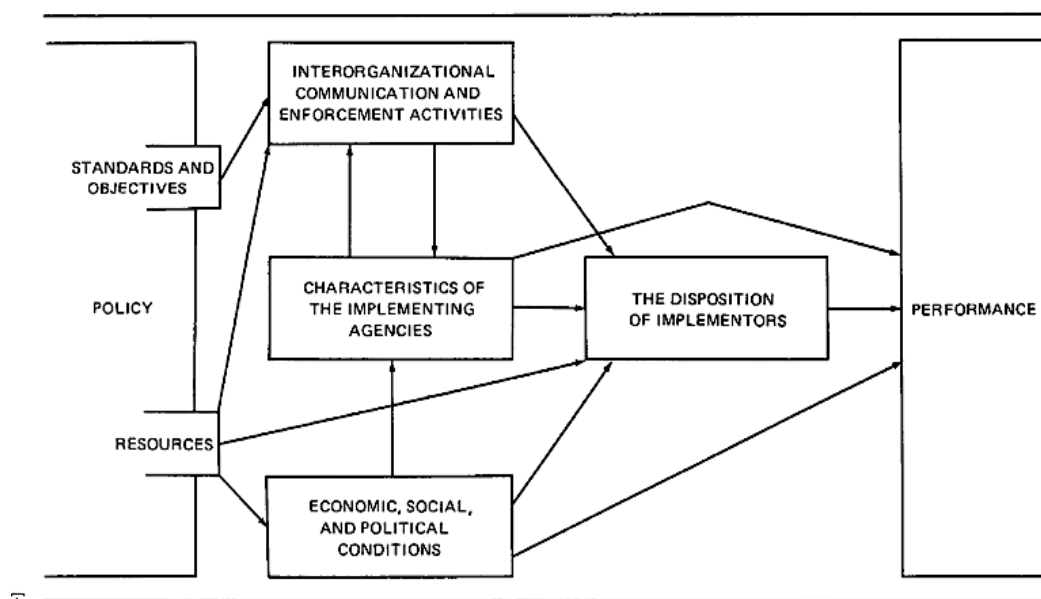 INTERORGANIZATIONAL
COMMUNICATION AND
ENFORCEMENT ACTIVITIES
STANDARDS AND
OBJECTIVES
POLICY
CHARACTERISTICS OF
THE IMPLEMENTING
AGENCIES
THE DISPOSITION
OF IMPLEMENTORS
PERFORMANCE
RESOURCES
ECONOMIC, SOCIAL,
AND POLITICAL
CONDITIONS